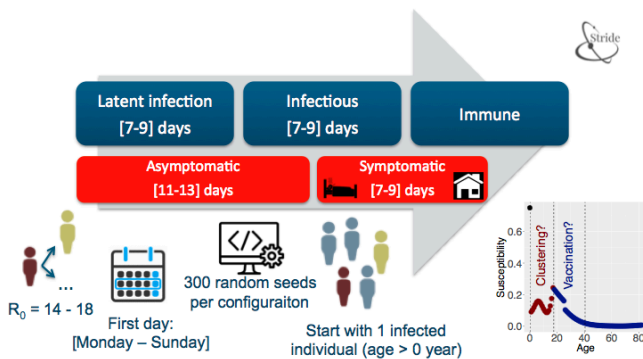 Stride
Latent infection
[7-9] days
Infectious
[7-9] days
Immune
Asymptomatic
[11-13] days
Symptomatic
[7-9] days
...
R0 = 14 - 18
First day:
[Monday – Sunday]
</>
300 random seeds
per configuraiton
Start with 1 infected
individual (age > 0 year)
Susceptibility
0.6
0.4
0.2
0.0
Clustering?
Vaccination?
0 20 40 60 80
Age